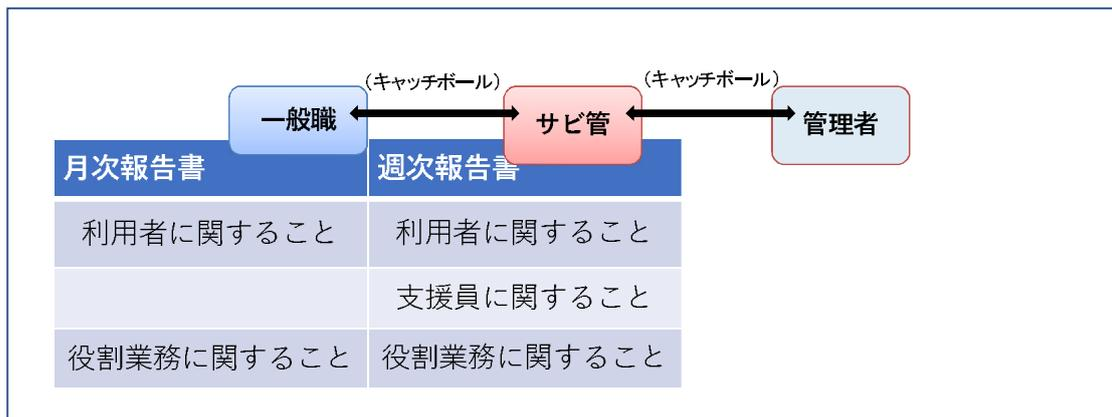 （キャッチボール）
（キャッチボール）
一般職
サビ管
管理者
月次報告書
週次報告書
利用者に関すること
利用者に関すること
支援員に関すること
役割業務に関すること
役割業務に関すること